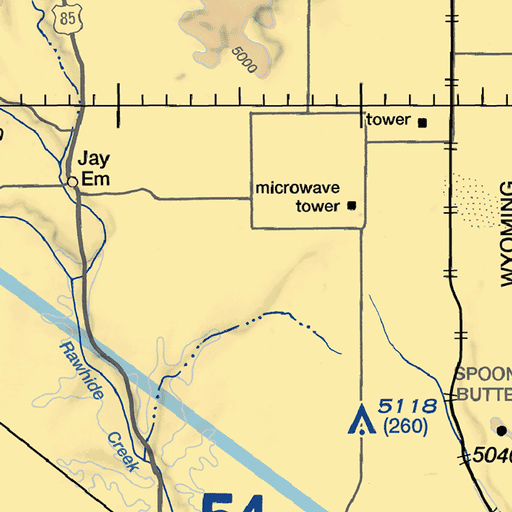 85
5000
tower
Jay
Em
microwave
tower
WYOMING
SPOON
BUTTE
5118
(260)
Rawhide
Creek
5040
54